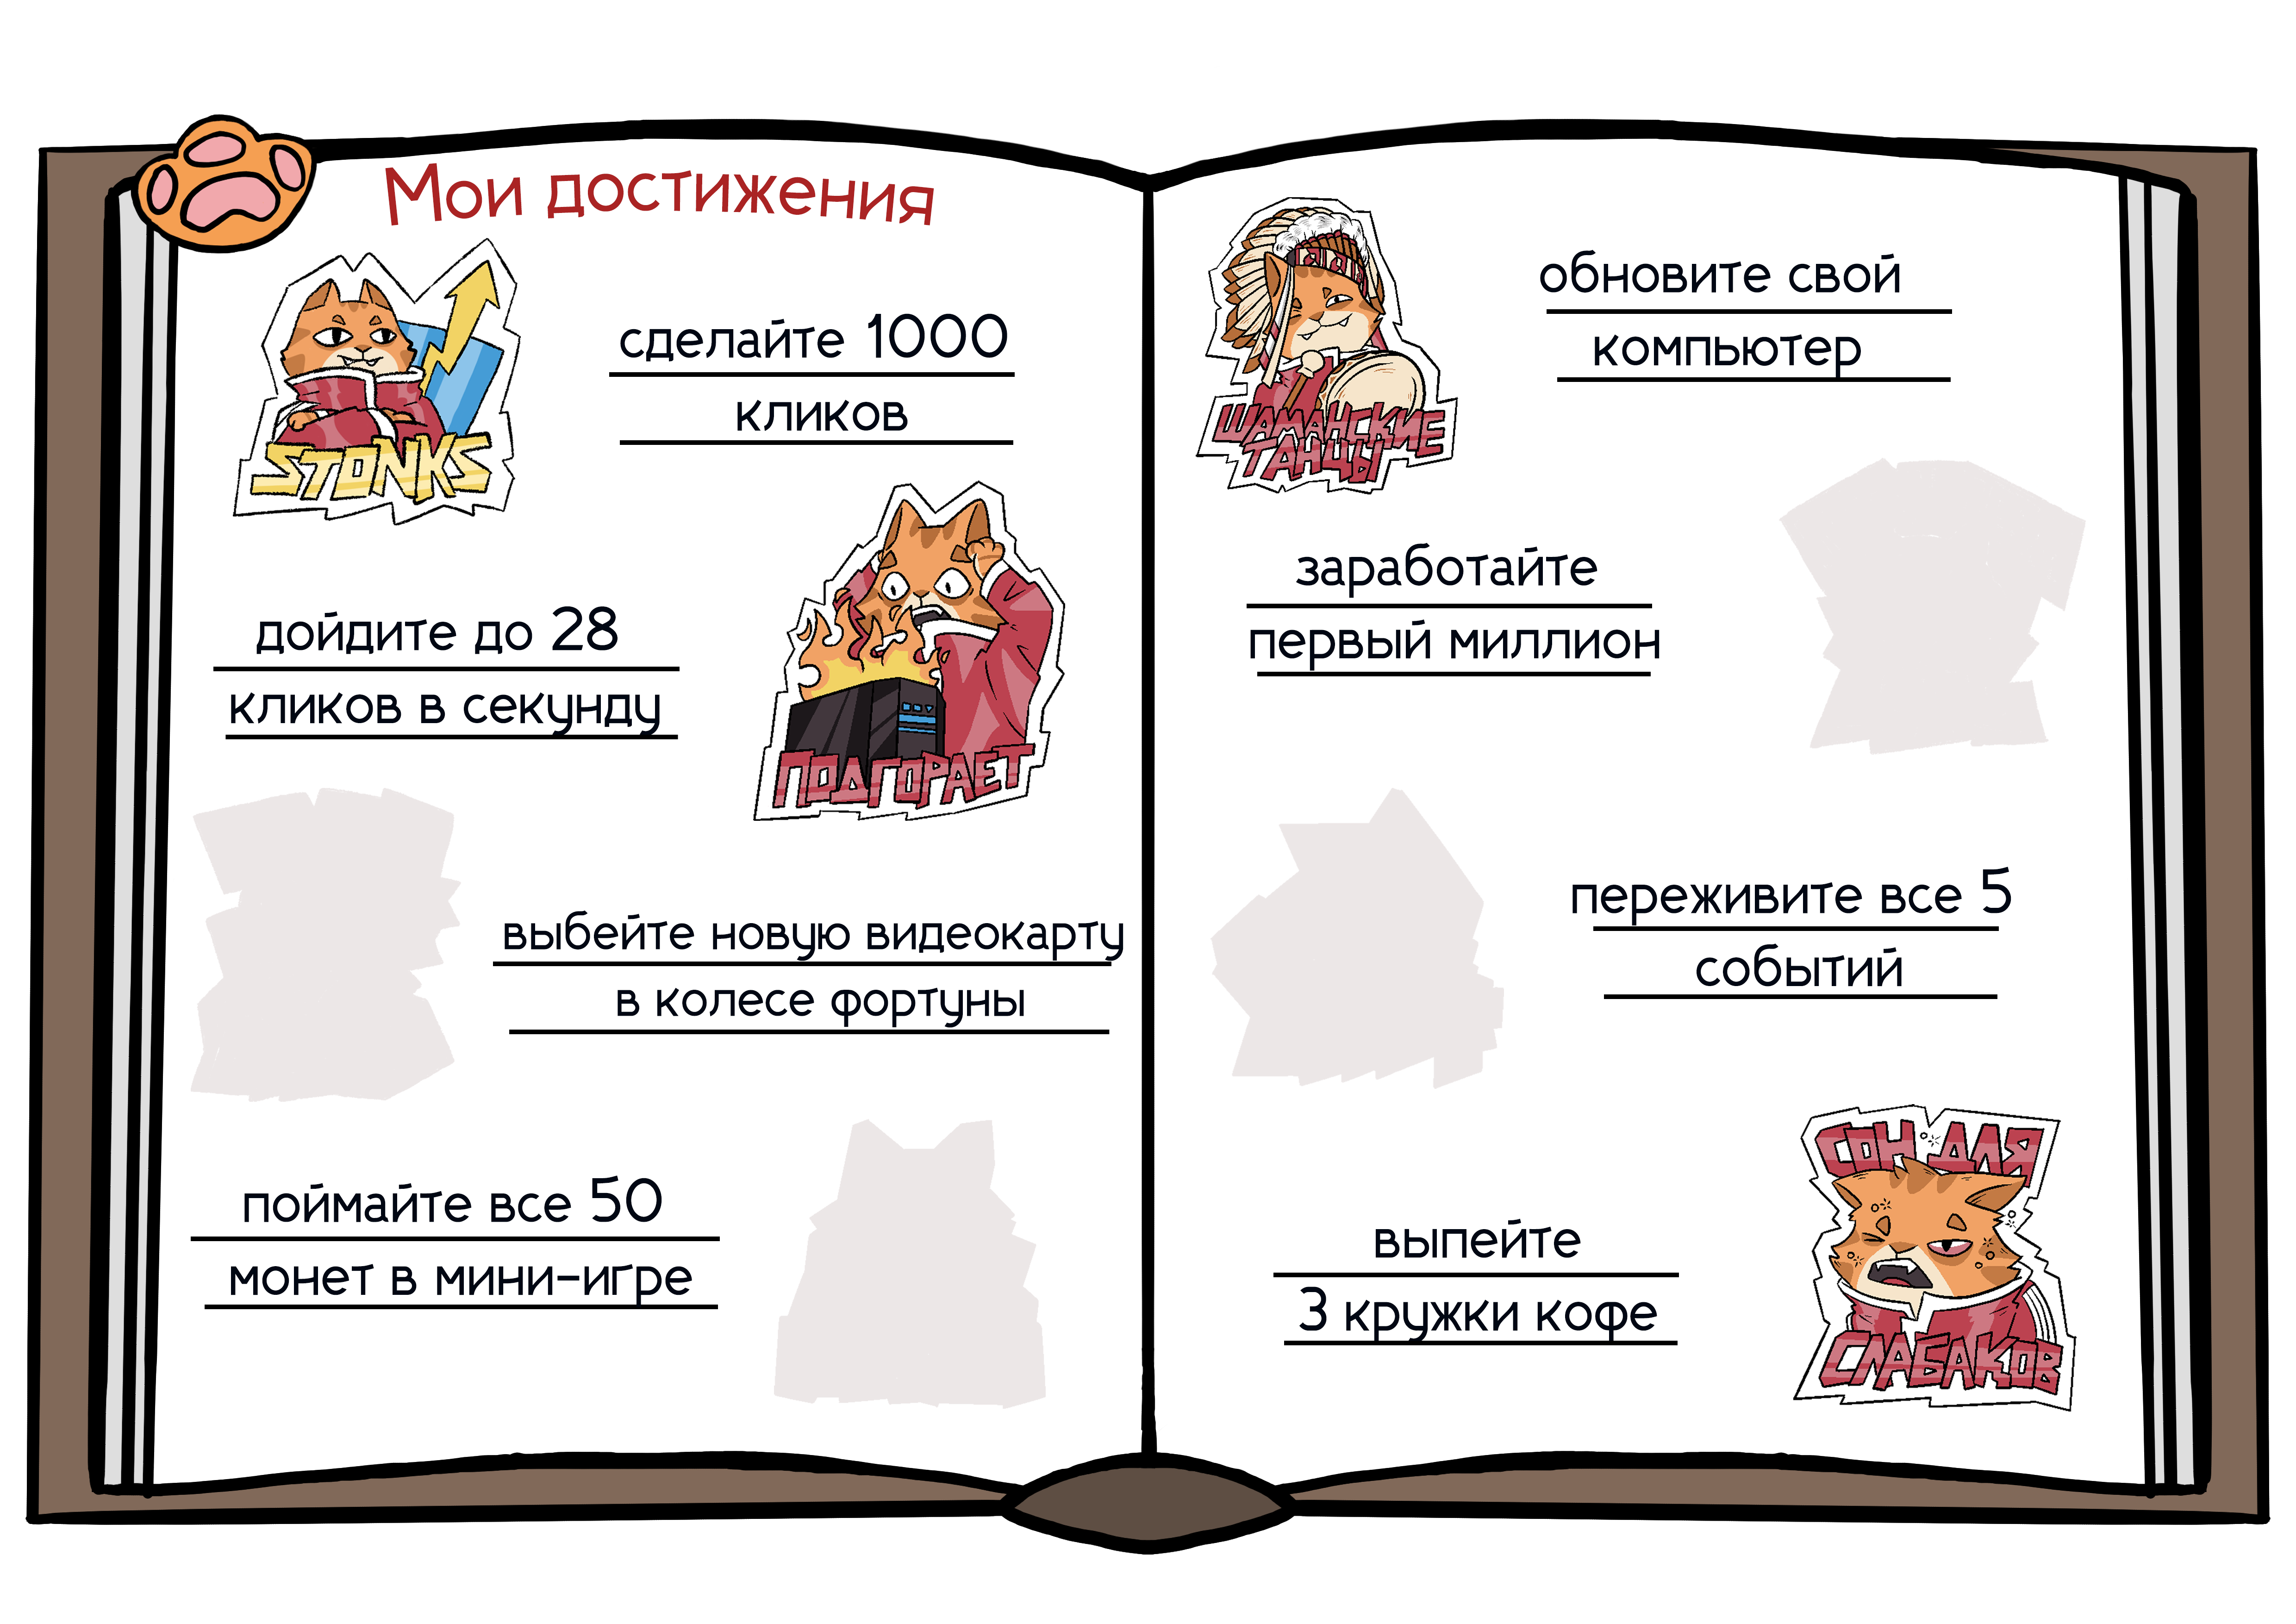 Мои достижения
STONKS
сделайте 1000
кликов
дойдите до 28
кликов в секунду
ПОДГОРАЕТ
выбейте новую видеокарту
в колесе фортуны
поймайте все 50
монет в мини-игре
ШАМАНСКИЕ
ТАНЦЫ
обновите свой
компьютер
заработайте
первый миллион
переживите все 5
событий
выпейте
3 кружки кофе
СОН ДЛЯ
СЛАБАКОВ